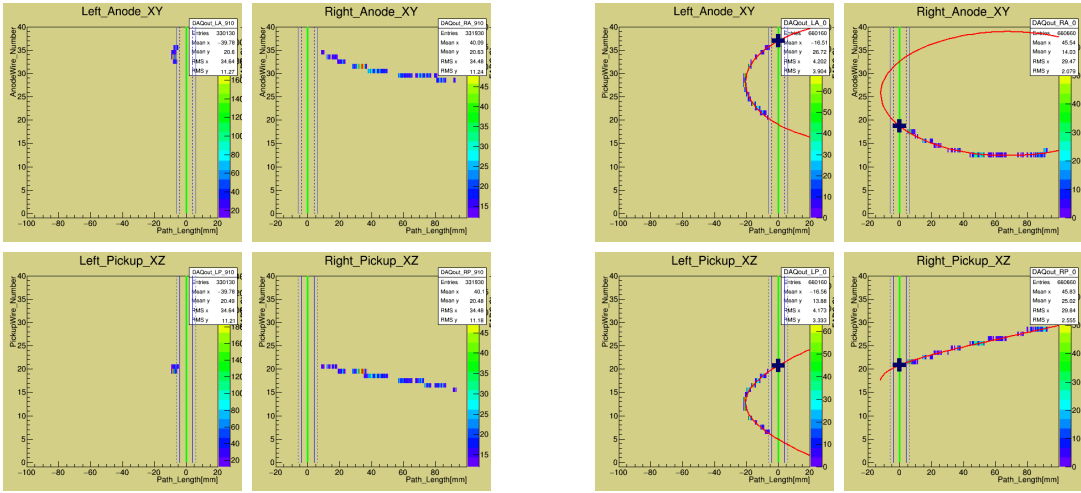 Left_Anode_XY
DAQout_LA_910
Entries 330130
Mean x -39.78
Mean y 20.6
RMS x 34.64
RMS y 11.27
AnodeWire_Number
Path_Length[mm]
Right_Anode_XY
DAQout_RA_910
Entries 331930
Mean x 40.09
Mean y 20.63
RMS x 34.48
RMS y 11.24
AnodeWire_Number
Path_Length[mm]
Left_Anode_XY
DAQout_LA_0
Entries 660160
Mean x -16.51
Mean y 26.72
RMS x 4.202
RMS y 3.904
PickupWire_Number
Path_Length[mm]
Right_Anode_XY
DAQout_RA_0
Entries 660660
Mean x 45.54
Mean y 14.03
RMS x 29.47
RMS y 2.079
AnodeWire_Number
Path_Length[mm]
Left_Pickup_XZ
DAQout_LP_910
Entries 330130
Mean x -39.78
Mean y 20.49
RMS x 34.64
RMS y 11.21
PickupWire_Number
Path_Length[mm]
Right_Pickup_XZ
DAQout_RP_910
Entries 331930
Mean x 40.1
Mean y 20.48
RMS x 34.48
RMS y 11.18
PickupWire_Number
Path_Length[mm]
Left_Pickup_XZ
DAQout_LP_0
Entries 660160
Mean x -16.56
Mean y 13.88
RMS x 4.173
RMS y 3.333
PickupWire_Number
Path_Length[mm]
Right_Pickup_XZ
DAQout_RP_0
Entries 660660
Mean x 45.83
Mean y 25.02
RMS x 29.84
RMS y 2.555
PickupWire_Number
Path_Length[mm]